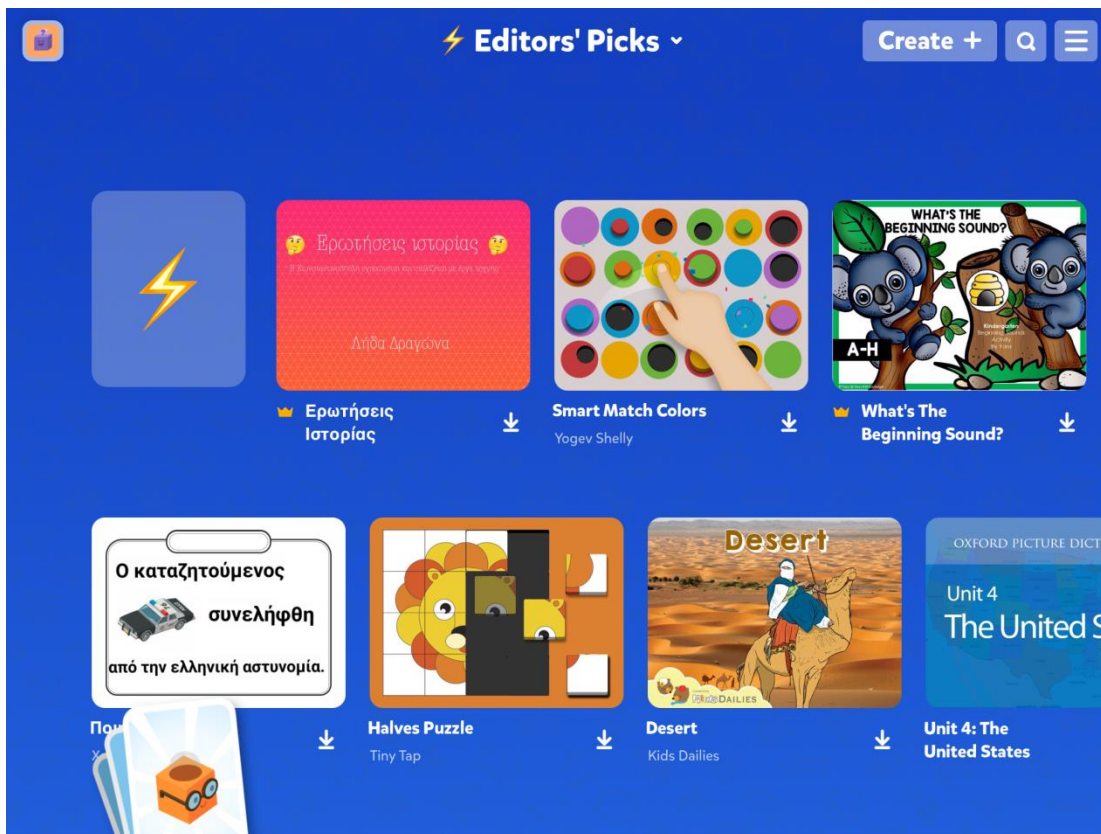 Editors' Picks
Create +
Ερωτήσεις ιστορίας
Λήδα Δραγώνα
WHAT'S THE
BEGINNING SOUND?
Kindergarten
A-H
Ερωτήσεις
Ιστορίας
Smart Match Colors
Yogev Shelly
What's The
Beginning Sound?
Ο καταζητούμενος
συνελήφθη
από την ελληνική αστυνομία.
Desert
DAILIES
OXFORD PICTURE DICT
Unit 4
The United S
Halves Puzzle
Tiny Tap
Desert
Kids Dailies
Unit 4: The
United States